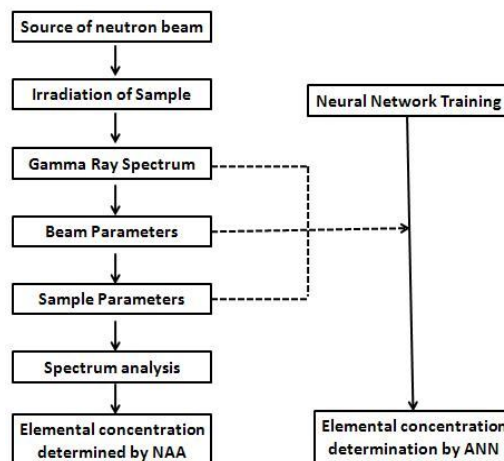 Source of neutron beam
Irradiation of Sample
Gamma Ray Spectrum
Beam Parameters
Sample Parameters
Spectrum analysis
Elemental concentration
determined by NAA
Neural Network Training
Elemental concentration
determination by ANN